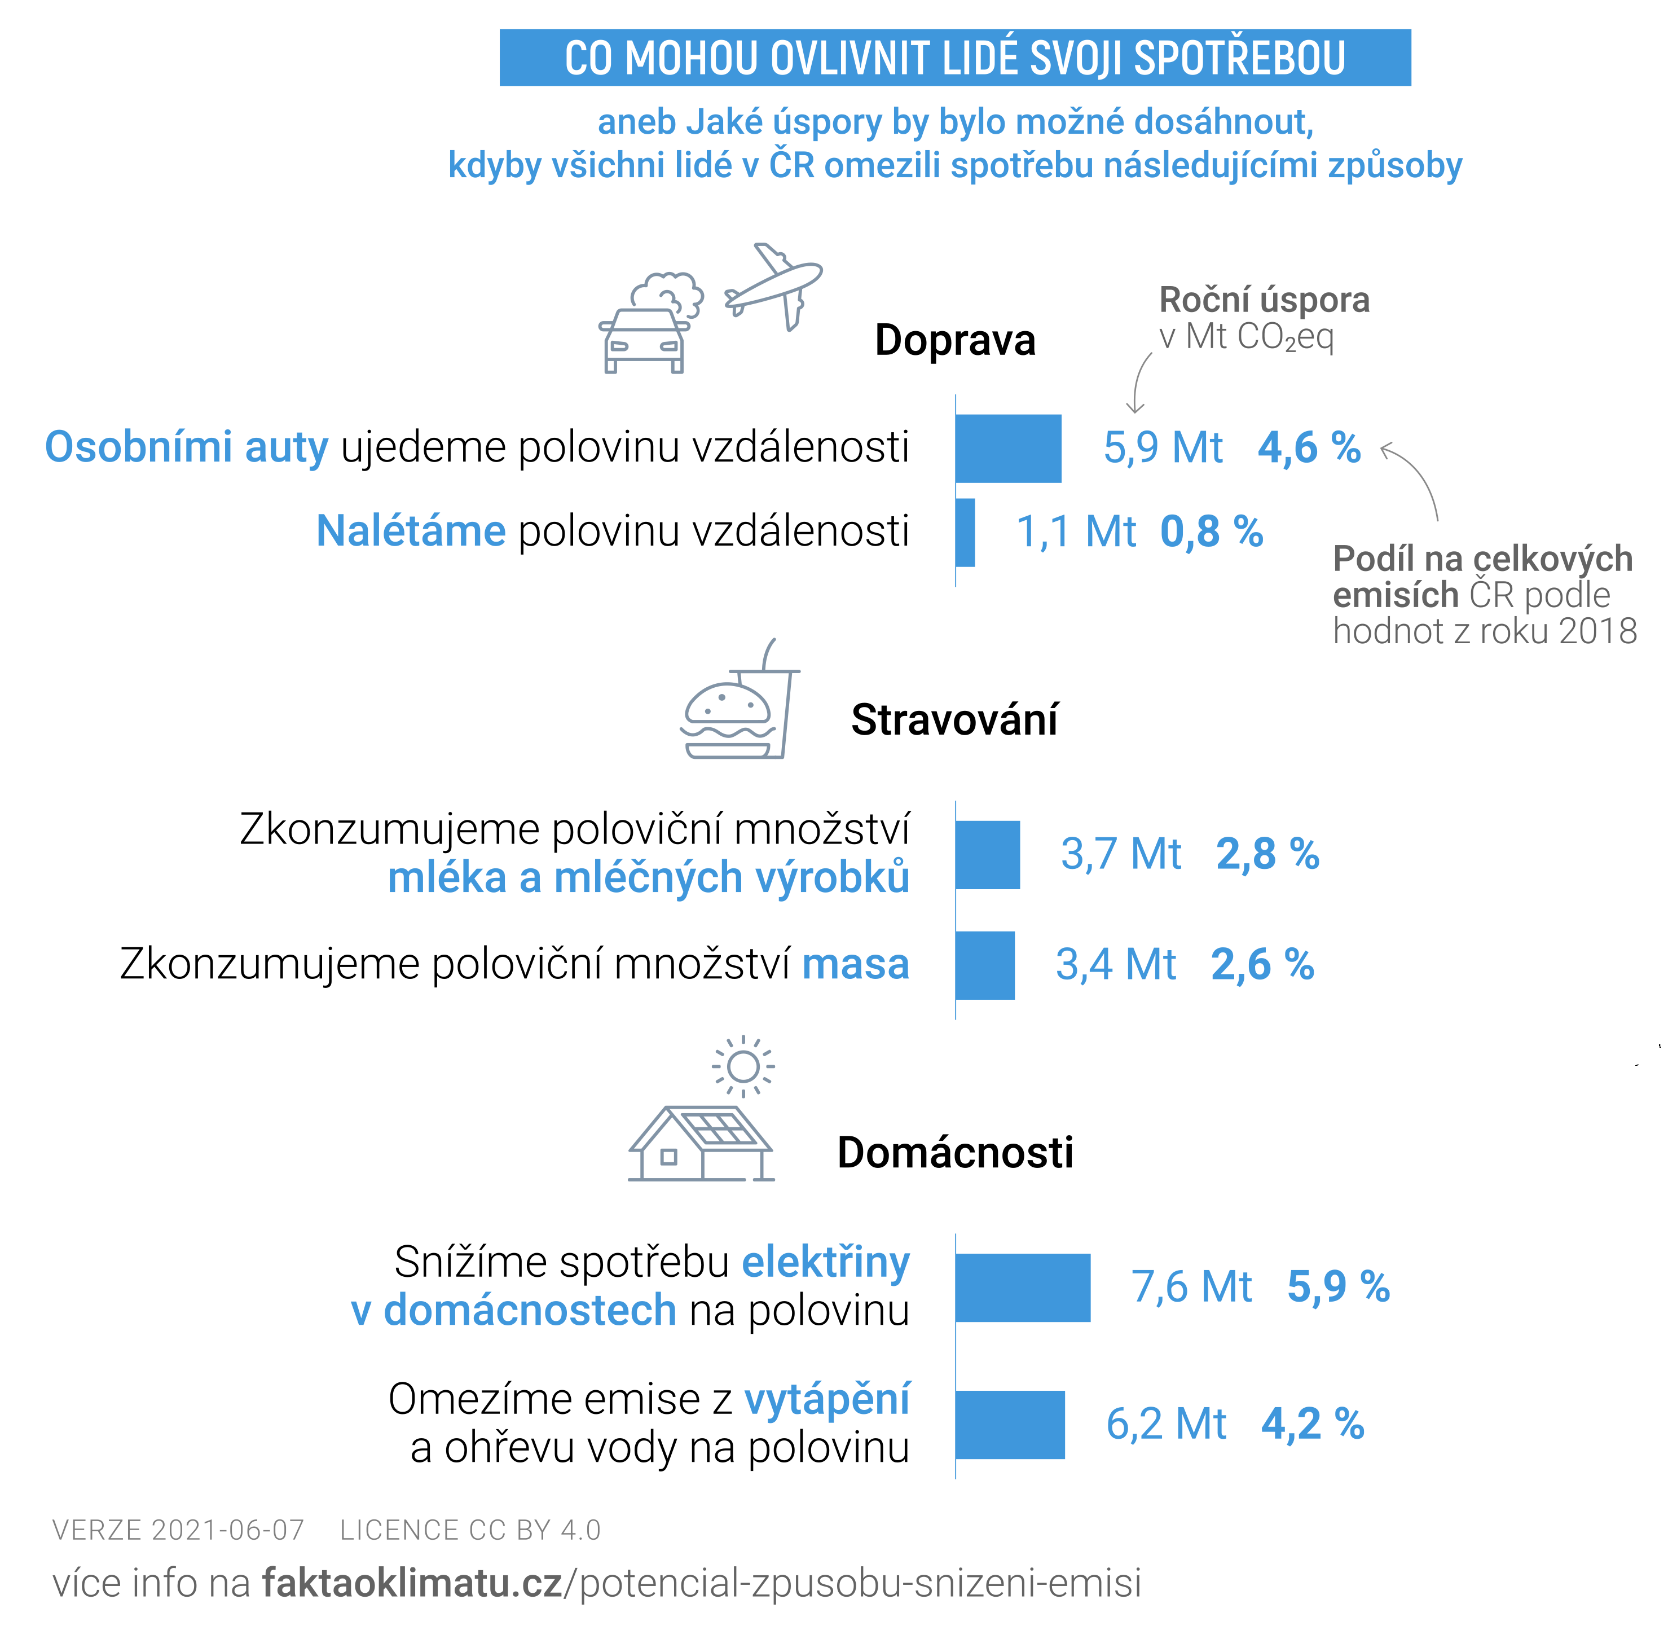 CO MOHOU OVLIVNIT LIDÉ SVOJI SPOTŘEBOU
aneb Jaké úspory by bylo možné dosáhnout,
kdyby všichni lidé v ČR omezili spotřebu následujícími způsoby
Doprava
Roční úspora
v Mt CO₂eq
Osobními auty ujedeme polovinu vzdálenosti 5,9 Mt 4,6 %
Nalétáme polovinu vzdálenosti 1,1 Mt 0,8 %
Podíl na celkových
emisích ČR podle
hodnot z roku 2018
Stravování
Zkonzumujeme poloviční množství
mléka a mléčných výrobků 3,7 Mt 2,8 %
Zkonzumujeme poloviční množství masa 3,4 Mt 2,6 %
Domácnosti
Snížíme spotřebu elektřiny
v domácnostech na polovinu 7,6 Mt 5,9 %
Omezíme emise z vytápění
a ohřevu vody na polovinu 6,2 Mt 4,2 %
VERZE 2021-06-07 LICENCE CC BY 4.0
více info na faktaoklimatu.cz/potencial-zpusobu-snizeni-emisi